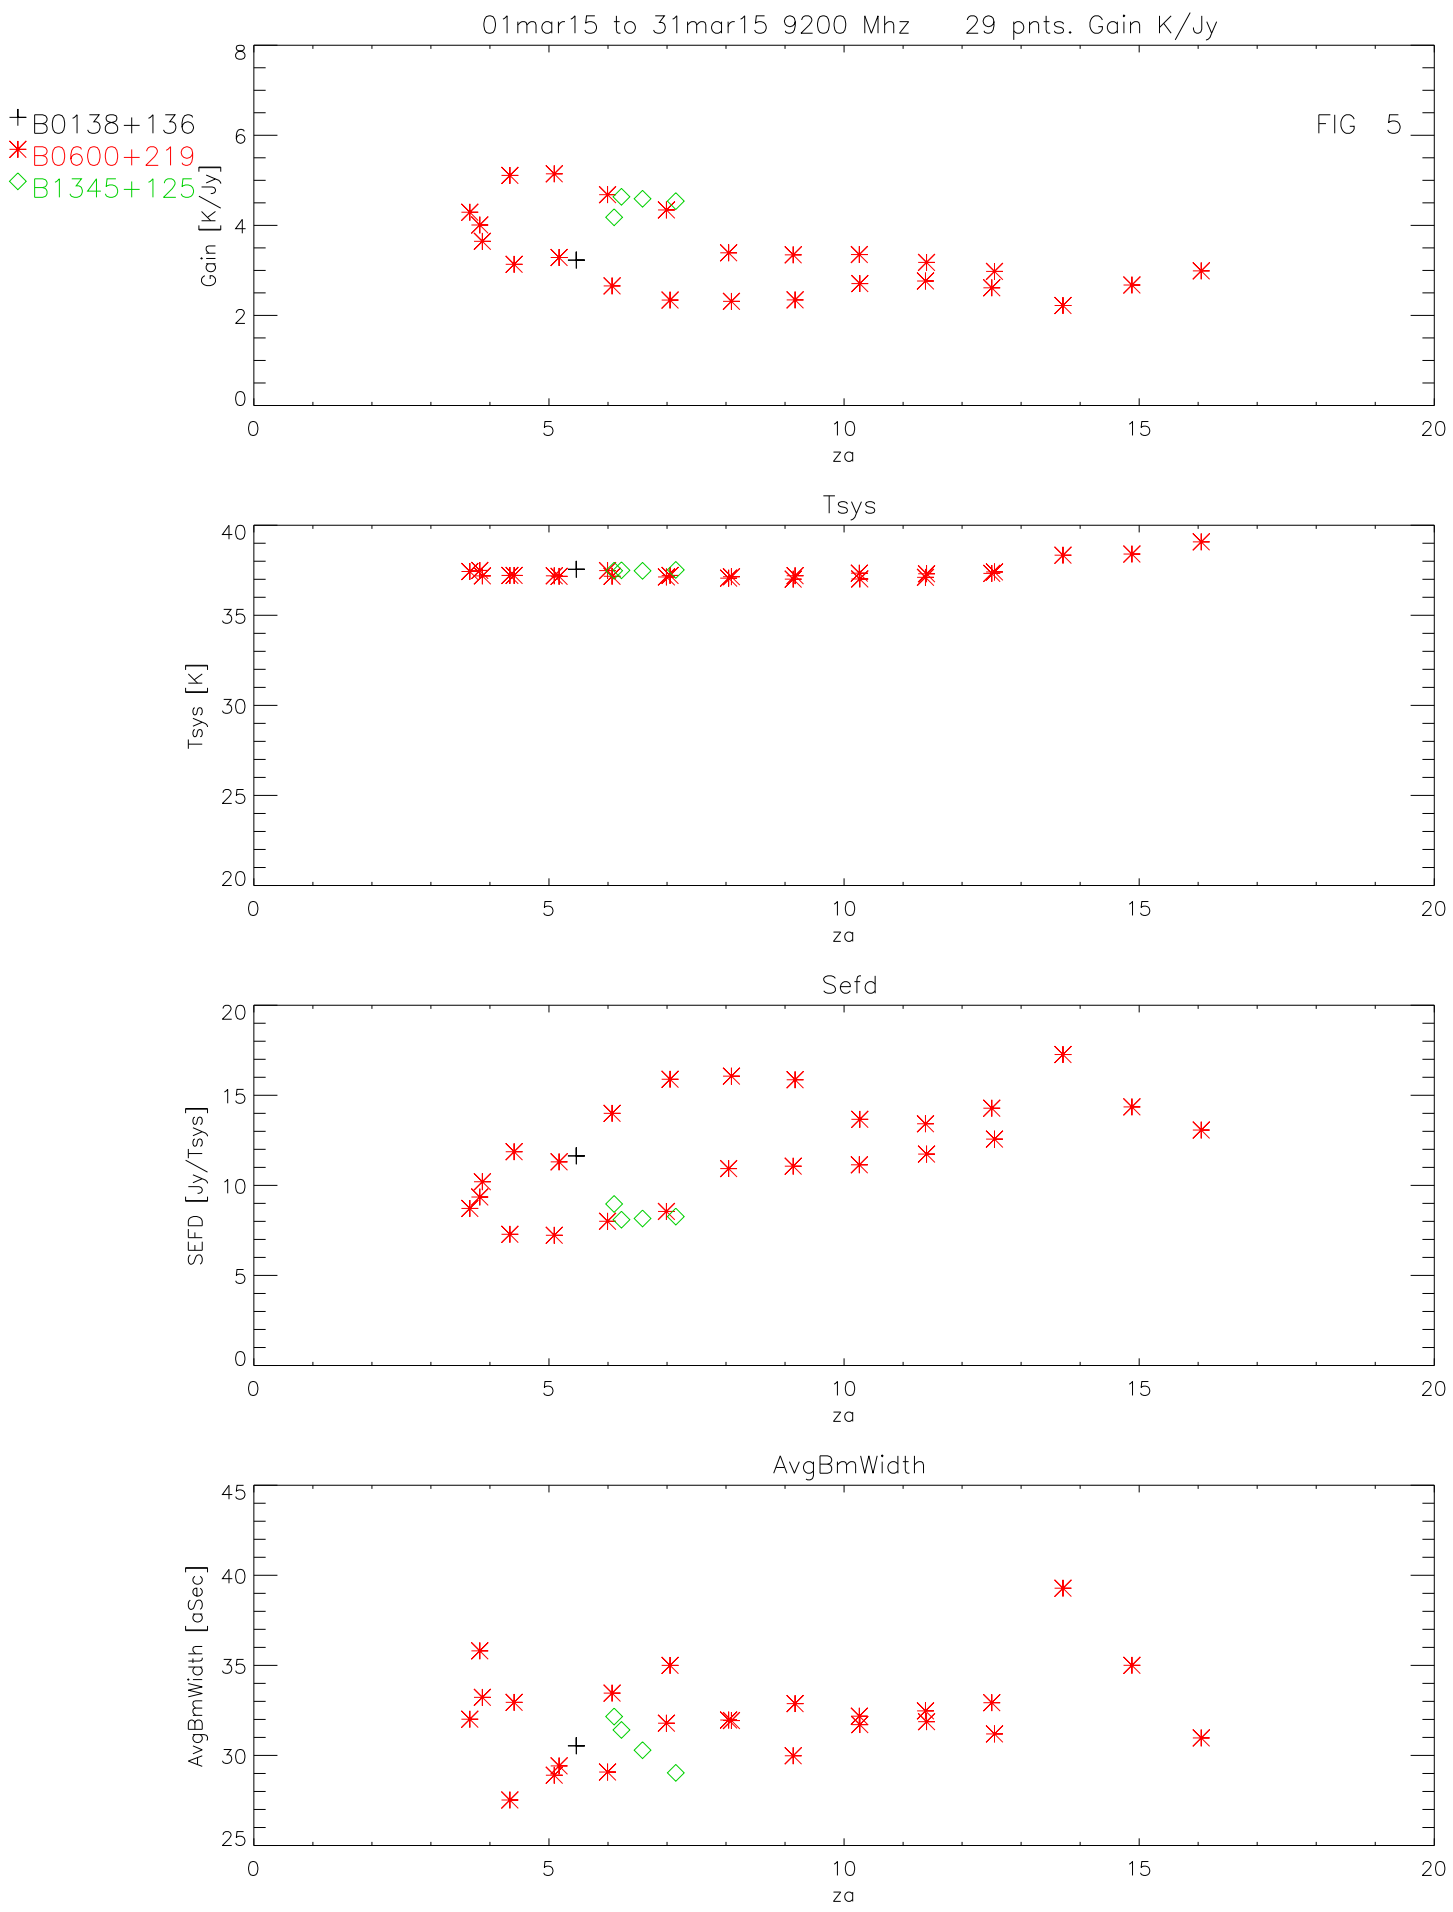 01mar15 to 31mar15 9200 Mhz 29 pnts. Gain K/Jy
+ B0138+136
B0600+219
B1345+125
FIG 5
Gain [K/Jy]
8
6
4
2
0
0 5 10 15 20
za
Tsys
Tsys [K]
40
35
30
25
20
0 5 10 15 20
za
Sefd
SEFD [Jy/Tsys]
20
15
10
5
0
0 5 10 15 20
za
AvgBmWidth
AvgBmWidth [aSec]
45
40
35
30
25
0 5 10 15 20
za